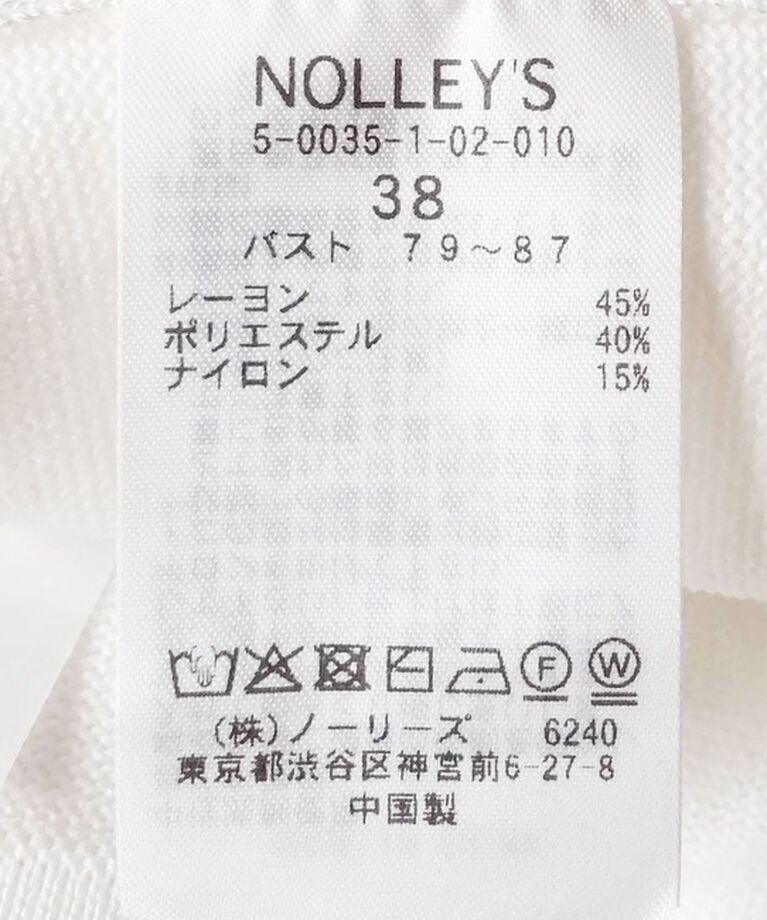 NOLLEY'S
5-0035-1-02-010
38
バスト 79～87
レーヨン 45%
ポリエステル 40%
ナイロン 15%
F W
(株)ノーリーズ 6240
東京都渋谷区神宮前6-27-8
中国製